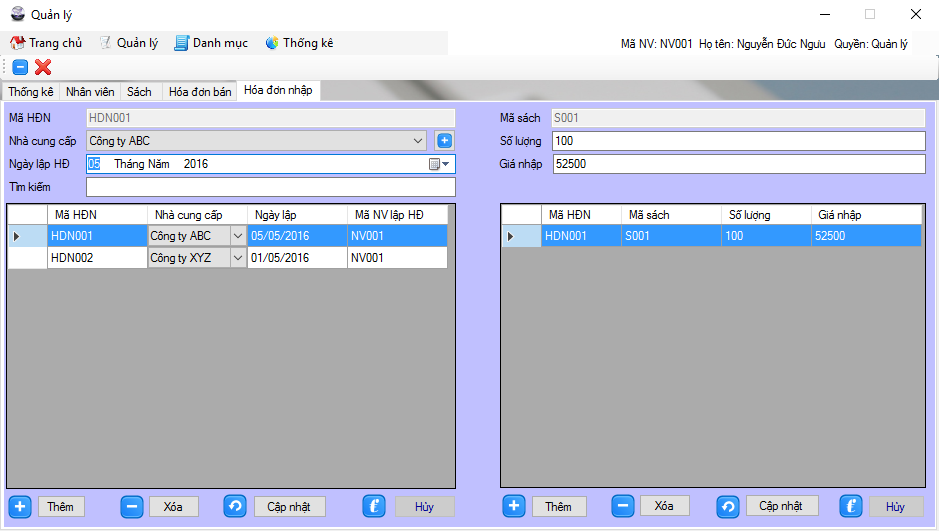 Quản lý
Trang chủ Quản lý Danh mục Thống kê Mã NV: NV001 Họ tên: Nguyễn Đức Ngưu Quyền: Quản lý
Thống kê Nhân viên Sách Hóa đơn bán Hóa đơn nhập
Mã HĐN HDN001 Mã sách S001
Nhà cung cấp Công ty ABC Số lượng 100
Ngày lập HĐ 05 Tháng Năm 2016 Giá nhập 52500
Tìm kiếm
Mã HĐN Nhà cung cấp Ngày lập Mã NV lập HĐ Mã HĐN Mã sách Số lượng Giá nhập
HDN001 Công ty ABC 05/05/2016 NV001 HDN001 S001 100 52500
HDN002 Công ty XYZ 01/05/2016 NV001
Thêm Xóa Cập nhật Hủy Thêm Xóa Cập nhật Hủy